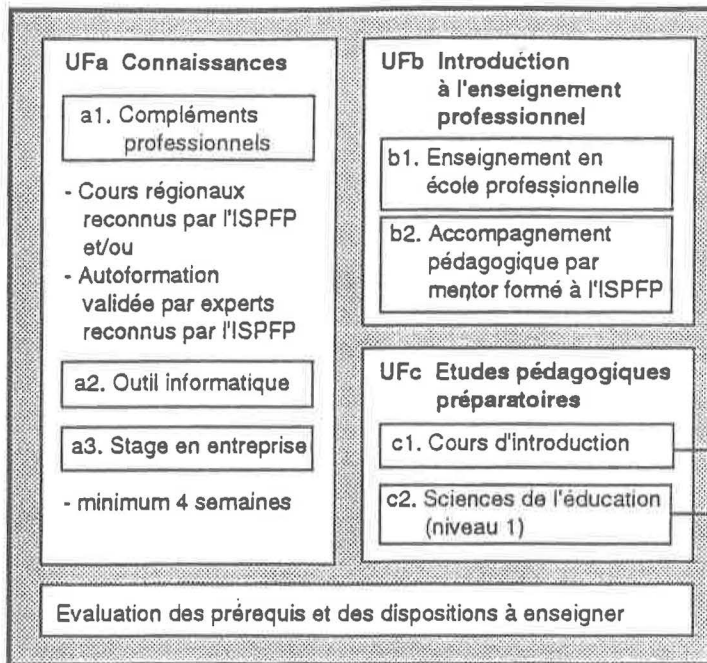 UFa Connaissances
a1. Compléments
professionnels
- Cours régionaux
reconnus par l'ISPFP
et/ou
- Autoformation
validée par experts
reconnus par l'ISPFP
a2. Outil informatique
a3. Stage en entreprise
- minimum 4 semaines
UFb Introduction
à l'enseignement
professionnel
b1. Enseignement en
école professionnelle
b2. Accompagnement
pédagogique par
mentor formé à l'ISPFP
UFc Etudes pédagogiques
préparatoires
c1. Cours d'introduction
c2. Sciences de l'éducation
(niveau 1)
Evaluation des prérequis et des dispositions à enseigner